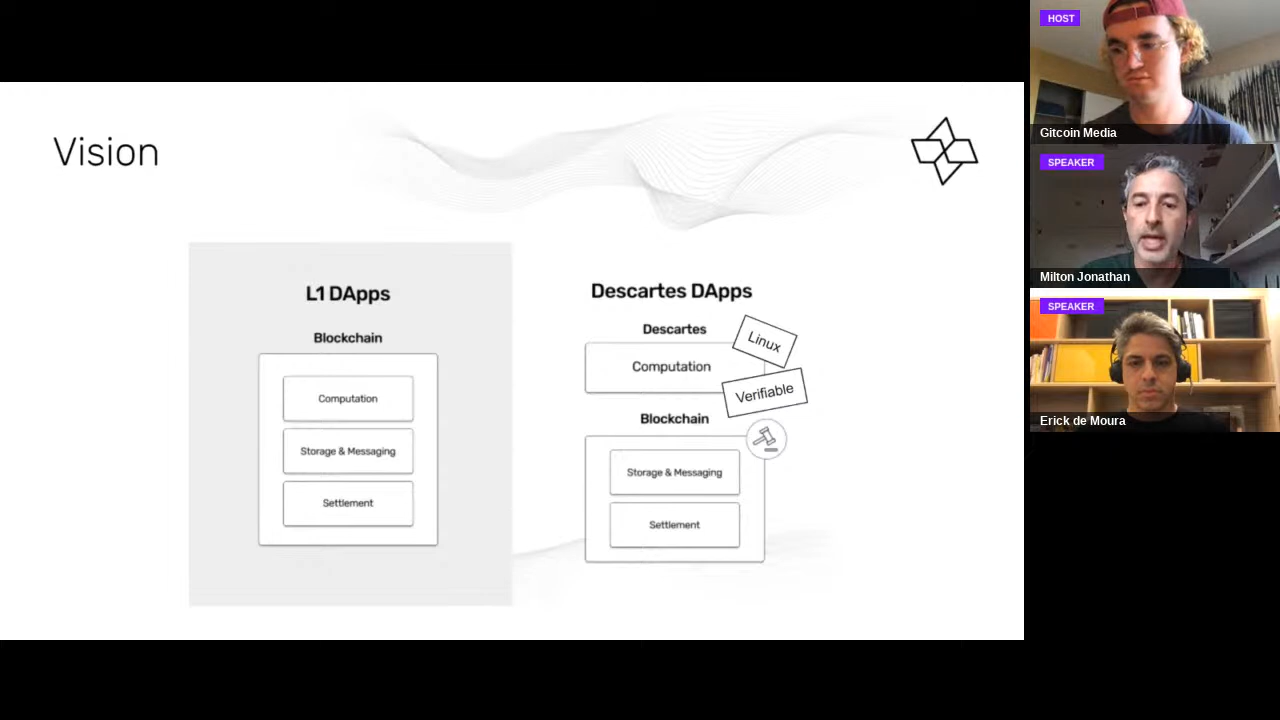 Vision
L1 DApps
Blockchain
Computation
Storage & Messaging
Settlement
Descartes DApps
Descartes
Computation
Linux
Verifiable
Blockchain
Storage & Messaging
Settlement
HOST
Gitcoin Media
SPEAKER
Milton Jonathan
SPEAKER
Erick de Moura